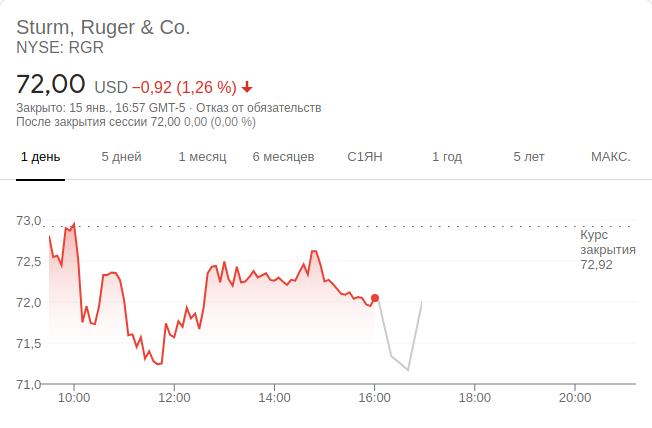 Sturm, Ruger & Co.
NYSE: RGR
72,00 USD −0,92 (1,26 %)
Закрыто: 15 янв., 16:57 GMT-5 · Отказ от обязательств
После закрытия сессии 72,00 0,00 (0,00 %)
1 день 5 дней 1 месяц 6 месяцев С1ЯН 1 год 5 лет МАКС.
73,0
Курс
закрытия
72,92
72,5
72,0
71,5
71,0
10:00 12:00 14:00 16:00 18:00 20:00